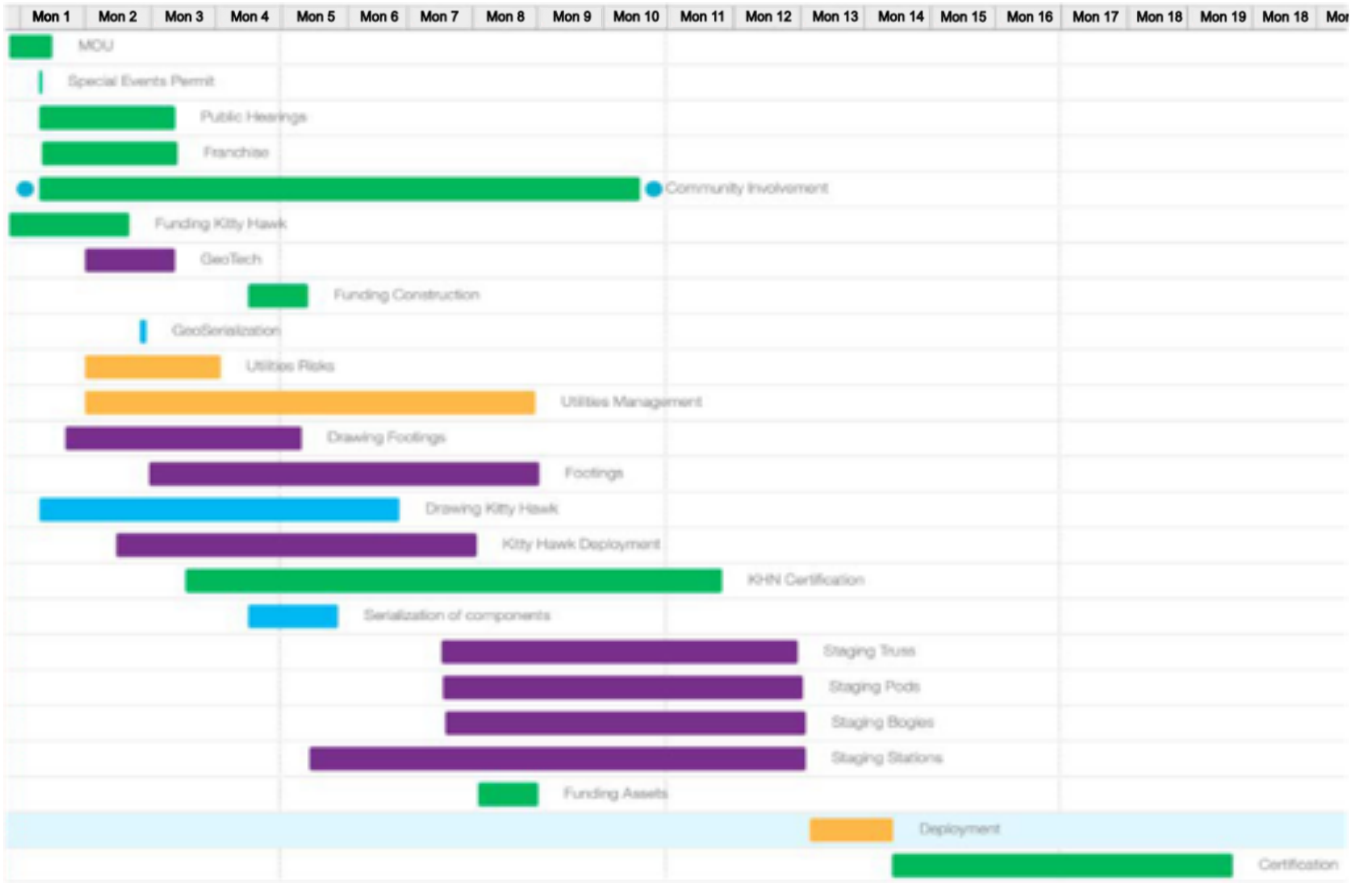 Mon 1 Mon 2 Mon 3 Mon 4 Mon 5 Mon 6 Mon 7 Mon 8 Mon 9 Mon 10 Mon 11 Mon 12 Mon 13 Mon 14 Mon 15 Mon 16 Mon 17 Mon 18 Mon 19 Mon 18 Mon
MOU
Special Events Permit
Public Hearings
Franchise
Community Involvement
Funding Kitty Hawk
GeoTech
Funding Construction
GeoSerialization
Utilities Risks
Utilities Management
Drawing Footings
Footings
Drawing Kitty Hawk
Kitty Hawk Deployment
KHN Certification
Serialization of components
Staging Truss
Staging Pods
Staging Bogies
Staging Stations
Funding Assets
Deployment
Certification